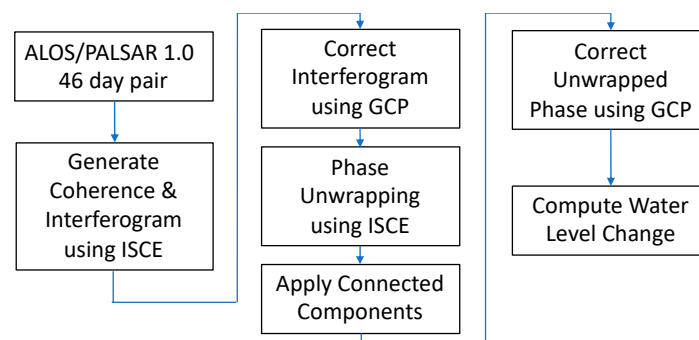 ALOS/PALSAR 1.0
46 day pair
Generate
Coherence &
Interferogram
using ISCE
Correct
Interferogram
using GCP
Phase
Unwrapping
using ISCE
Apply Connected
Components
Correct
Unwrapped
Phase using GCP
Compute Water
Level Change